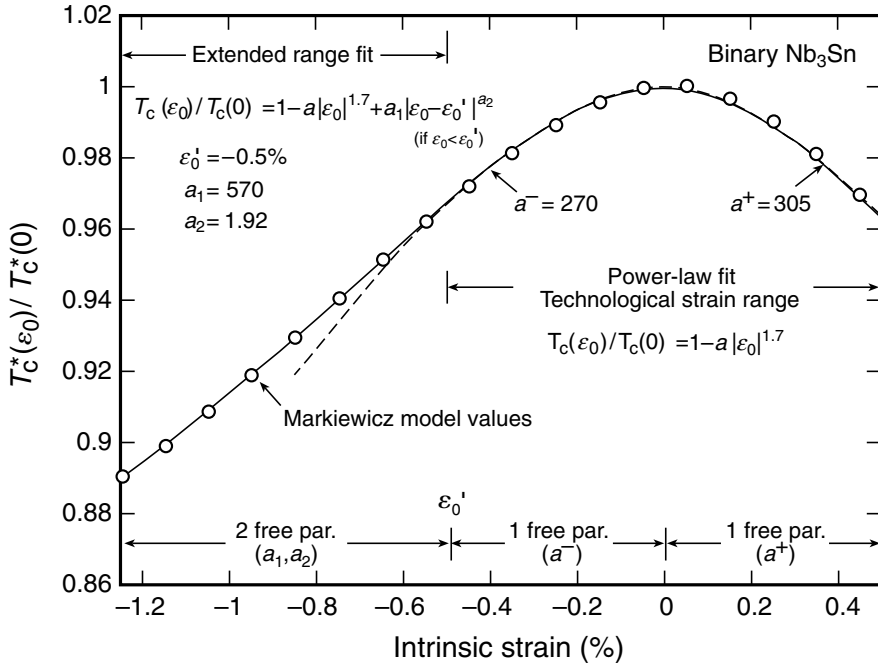 1.02
1
0.98
0.96
0.94
0.92
0.9
0.88
0.86
Tc*(ε0)/ Tc*(0)
Extended range fit
Binary Nb3Sn
Tc (ε0)/ Tc(0) =1−a|ε0|^1.7+a1|ε0−ε0'|^a2
(if ε0<ε0')
ε0' =−0.5%
a1= 570
a2= 1.92
a−= 270
a+=305
Power-law fit
Technological strain range
Tc(ε0)/Tc(0) =1−a|ε0|^1.7
Markiewicz model values
ε0'
2 free par.
(a1,a2)
1 free par.
(a−)
1 free par.
(a+)
−1.2 −1 −0.8 −0.6 −0.4 −0.2 0 0.2 0.4
Intrinsic strain (%)